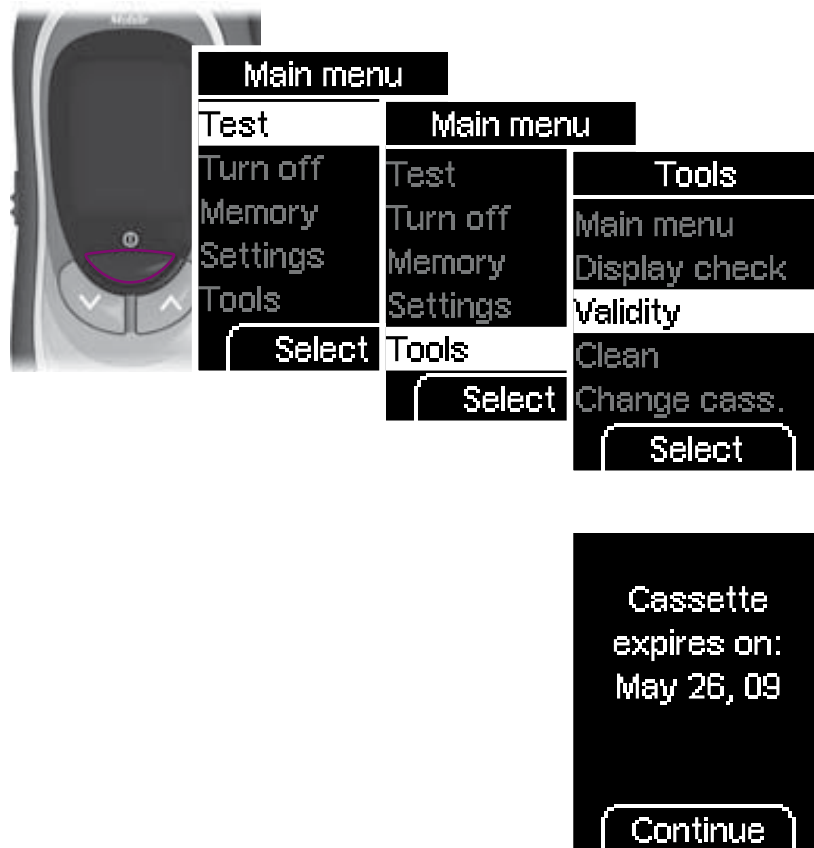 Mobile
Main menu
Test
Turn off
Memory
Settings
Tools
Select
Main menu
Test
Turn off
Memory
Settings
Tools
Select
Tools
Main menu
Display check
Validity
Clean
Change cass.
Select
Cassette
expires on:
May 26, 09
Continue